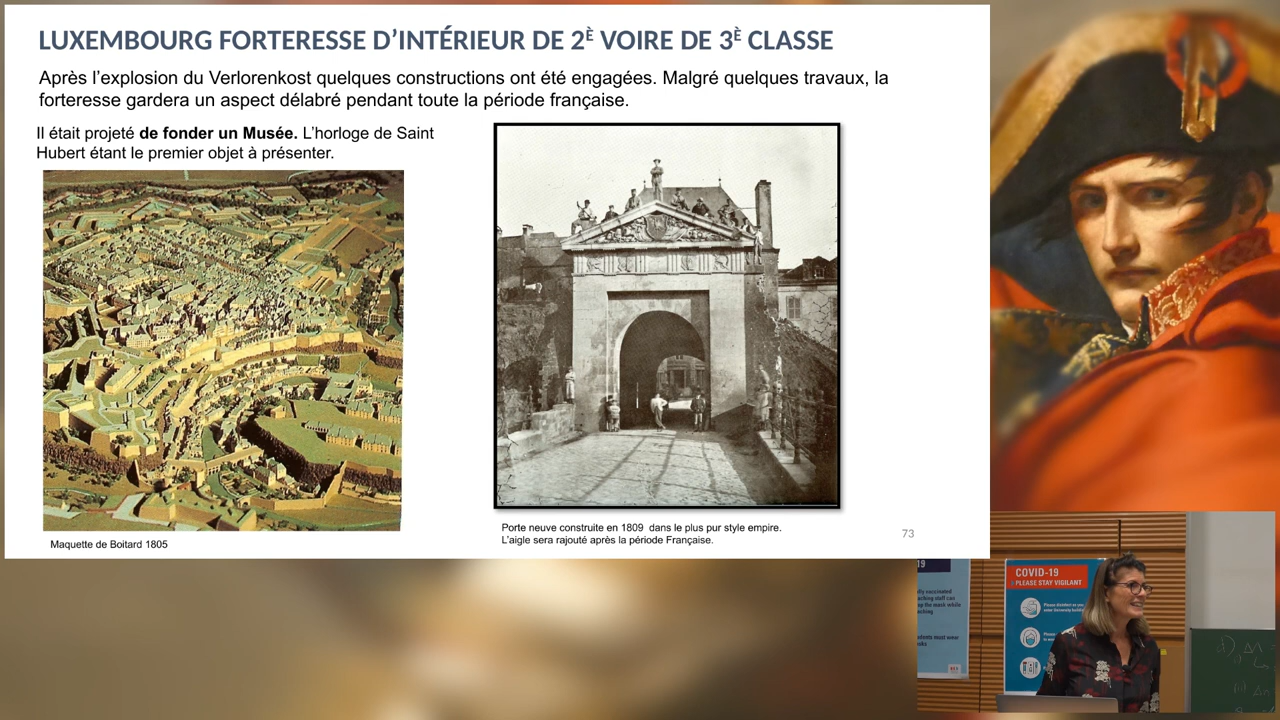 LUXEMBOURG FORTERESSE D’INTÉRIEUR DE 2È VOIRE DE 3È CLASSE
Après l’explosion du Verlorenkost quelques constructions ont été engagées. Malgré quelques travaux, la
forteresse gardera un aspect délabré pendant toute la période française.
Il était projeté de fonder un Musée. L’horloge de Saint
Hubert étant le premier objet à présenter.
Maquette de Boitard 1805
Porte neuve construite en 1809 dans le plus pur style empire.
L’aigle sera rajouté après la période Française.
73
19
COVID-19
PLEASE STAY VIGILANT